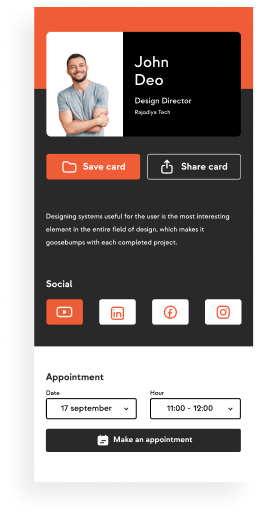 John
Deo
Design Director
Rajodiya Tech
Save card
Share card
Designing systems useful for the user is the most interesting
element in the entire field of design, which makes it
goosebumps with each completed project.
Social
in
f
Appointment
Date
Hour
17 september
11:00 - 12:00
Make an appointment